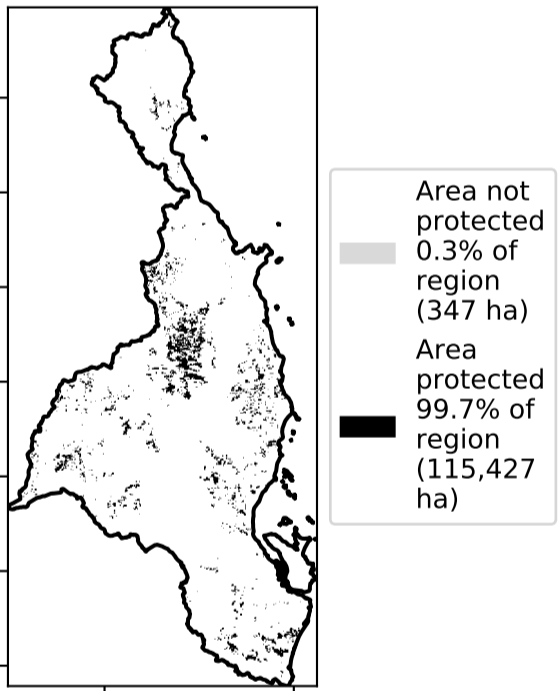 Area not
protected
0.3% of
region
(347 ha)
Area
protected
99.7% of
region
(115,427
ha)